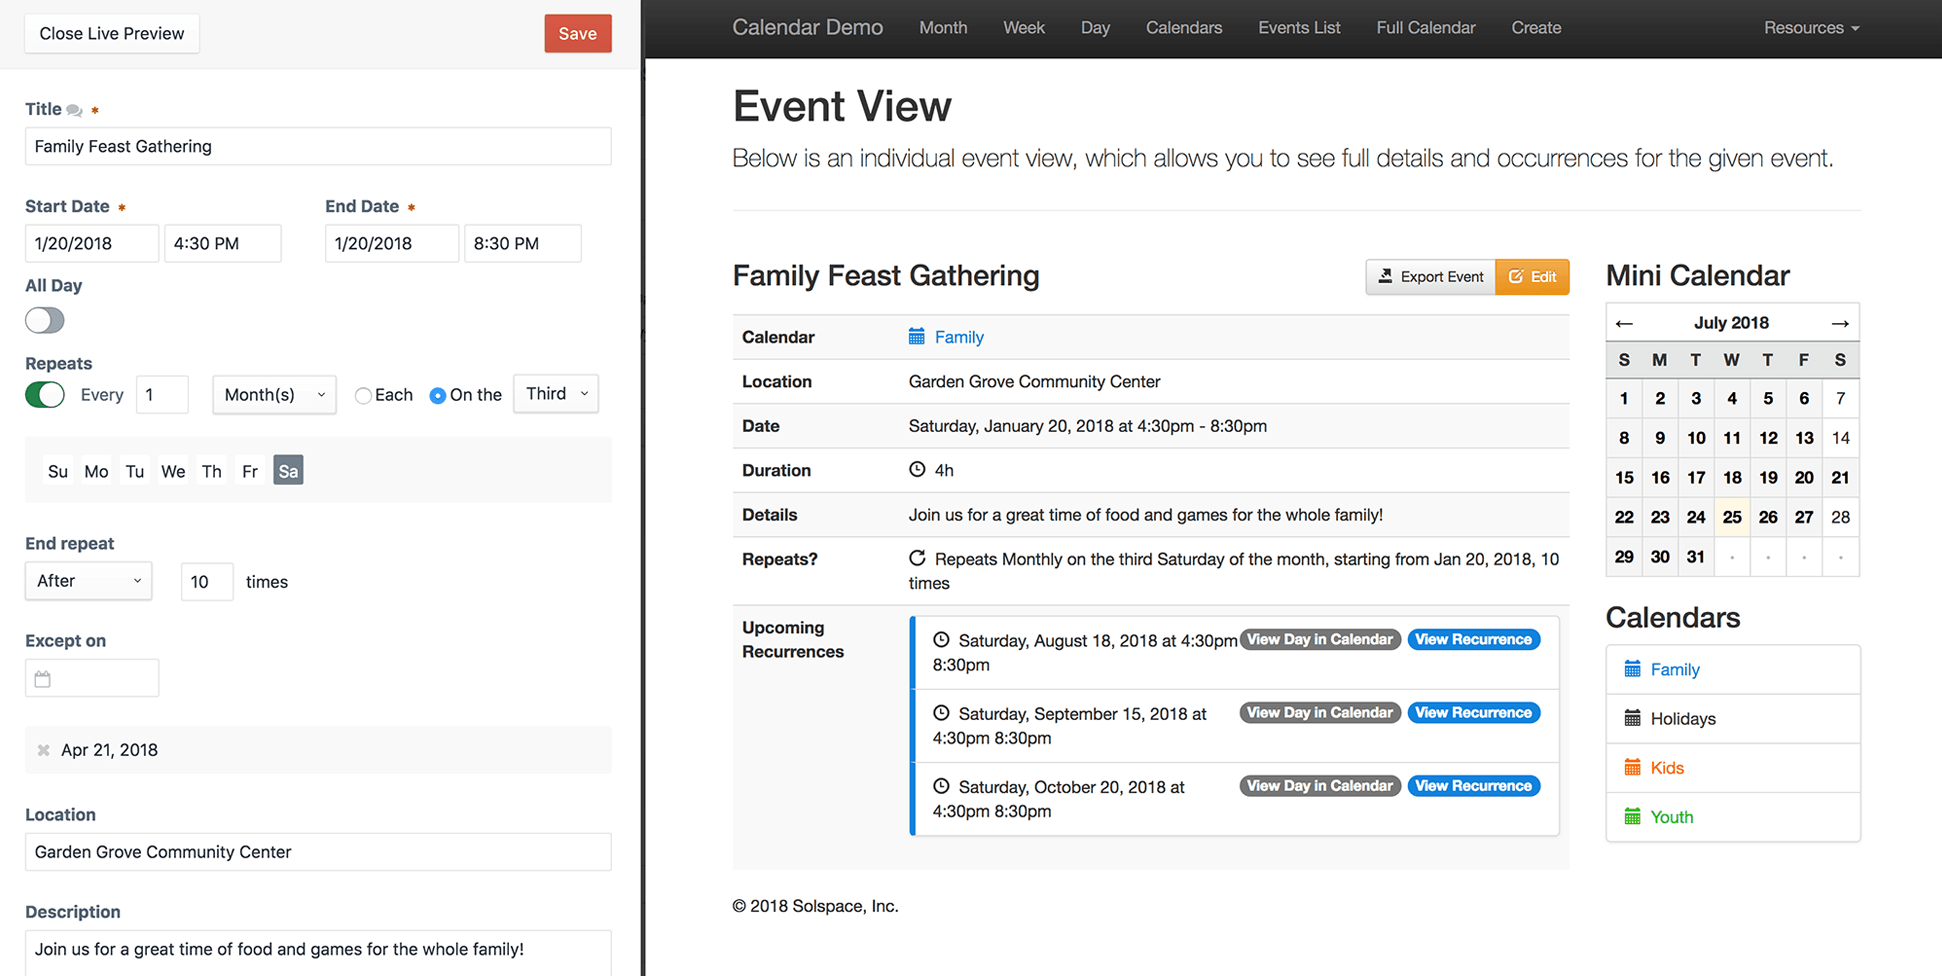 Close Live Preview
Save
Title *
Family Feast Gathering
Start Date *
End Date *
1/20/2018
4:30 PM
1/20/2018
8:30 PM
All Day
Repeats
Every
1
Month(s)
Each
On the
Third
Su Mo Tu We Th Fr Sa
End repeat
After
10
times
Except on
Apr 21, 2018
Location
Garden Grove Community Center
Description
Join us for a great time of food and games for the whole family!
Calendar Demo
Month
Week
Day
Calendars
Events List
Full Calendar
Create
Resources
Event View
Below is an individual event view, which allows you to see full details and occurrences for the given event.
Family Feast Gathering
Export Event
Edit
Calendar
Family
Location
Garden Grove Community Center
Date
Saturday, January 20, 2018 at 4:30pm - 8:30pm
Duration
4h
Details
Join us for a great time of food and games for the whole family!
Repeats?
Repeats Monthly on the third Saturday of the month, starting from Jan 20, 2018, 10
times
Upcoming
Recurrences
Saturday, August 18, 2018 at 4:30pm
8:30pm
View Day in Calendar
View Recurrence
Saturday, September 15, 2018 at
4:30pm 8:30pm
View Day in Calendar
View Recurrence
Saturday, October 20, 2018 at
4:30pm 8:30pm
View Day in Calendar
View Recurrence
Mini Calendar
← July 2018 →
S M T W T F S
1 2 3 4 5 6 7
8 9 10 11 12 13 14
15 16 17 18 19 20 21
22 23 24 25 26 27 28
29 30 31 · · · ·
Calendars
Family
Holidays
Kids
Youth
© 2018 Solspace, Inc.